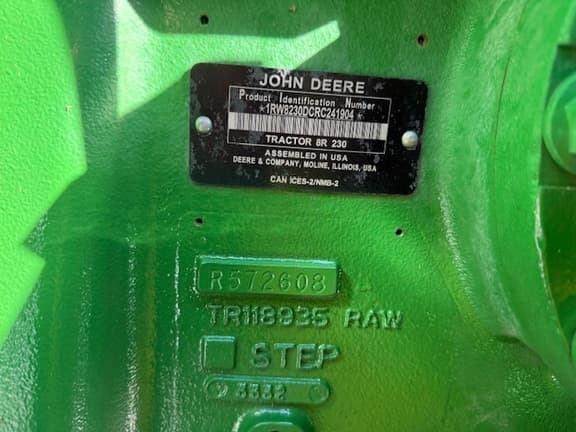 JOHN DEERE
Product Identification Number
*1RW8230DCRC241904*
TRACTOR 8R 230
ASSEMBLED IN USA
DEERE & COMPANY, MOLINE, ILLINOIS, USA
CAN ICES-2/NMB-2
R572608
TR118935 RAW
STEP
3332